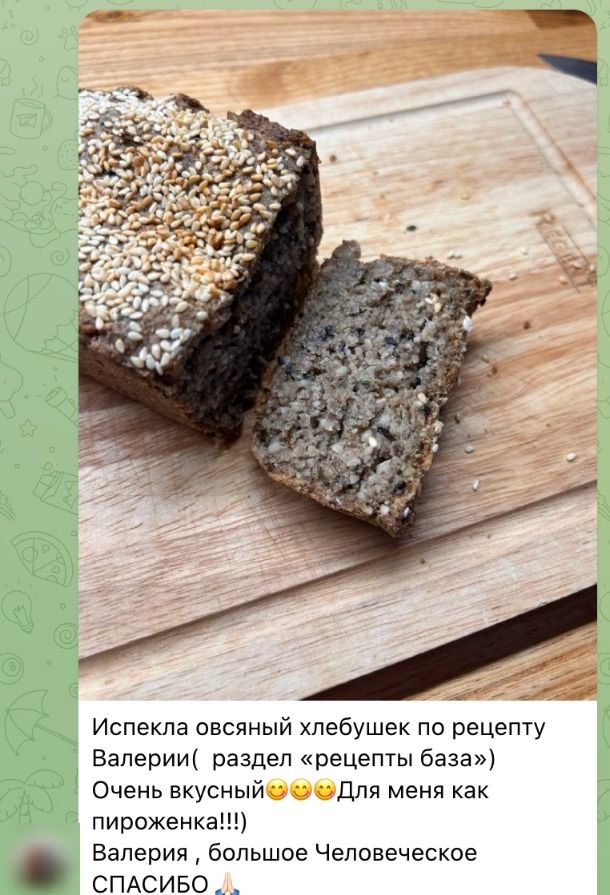 Испекла овсяный хлебушек по рецепту
Валерии(  раздел «рецепты база»)
Очень вкусный😋😋😋Для меня как
пироженка!!!)
Валерия , большое Человеческое
СПАСИБО 🙏🏻